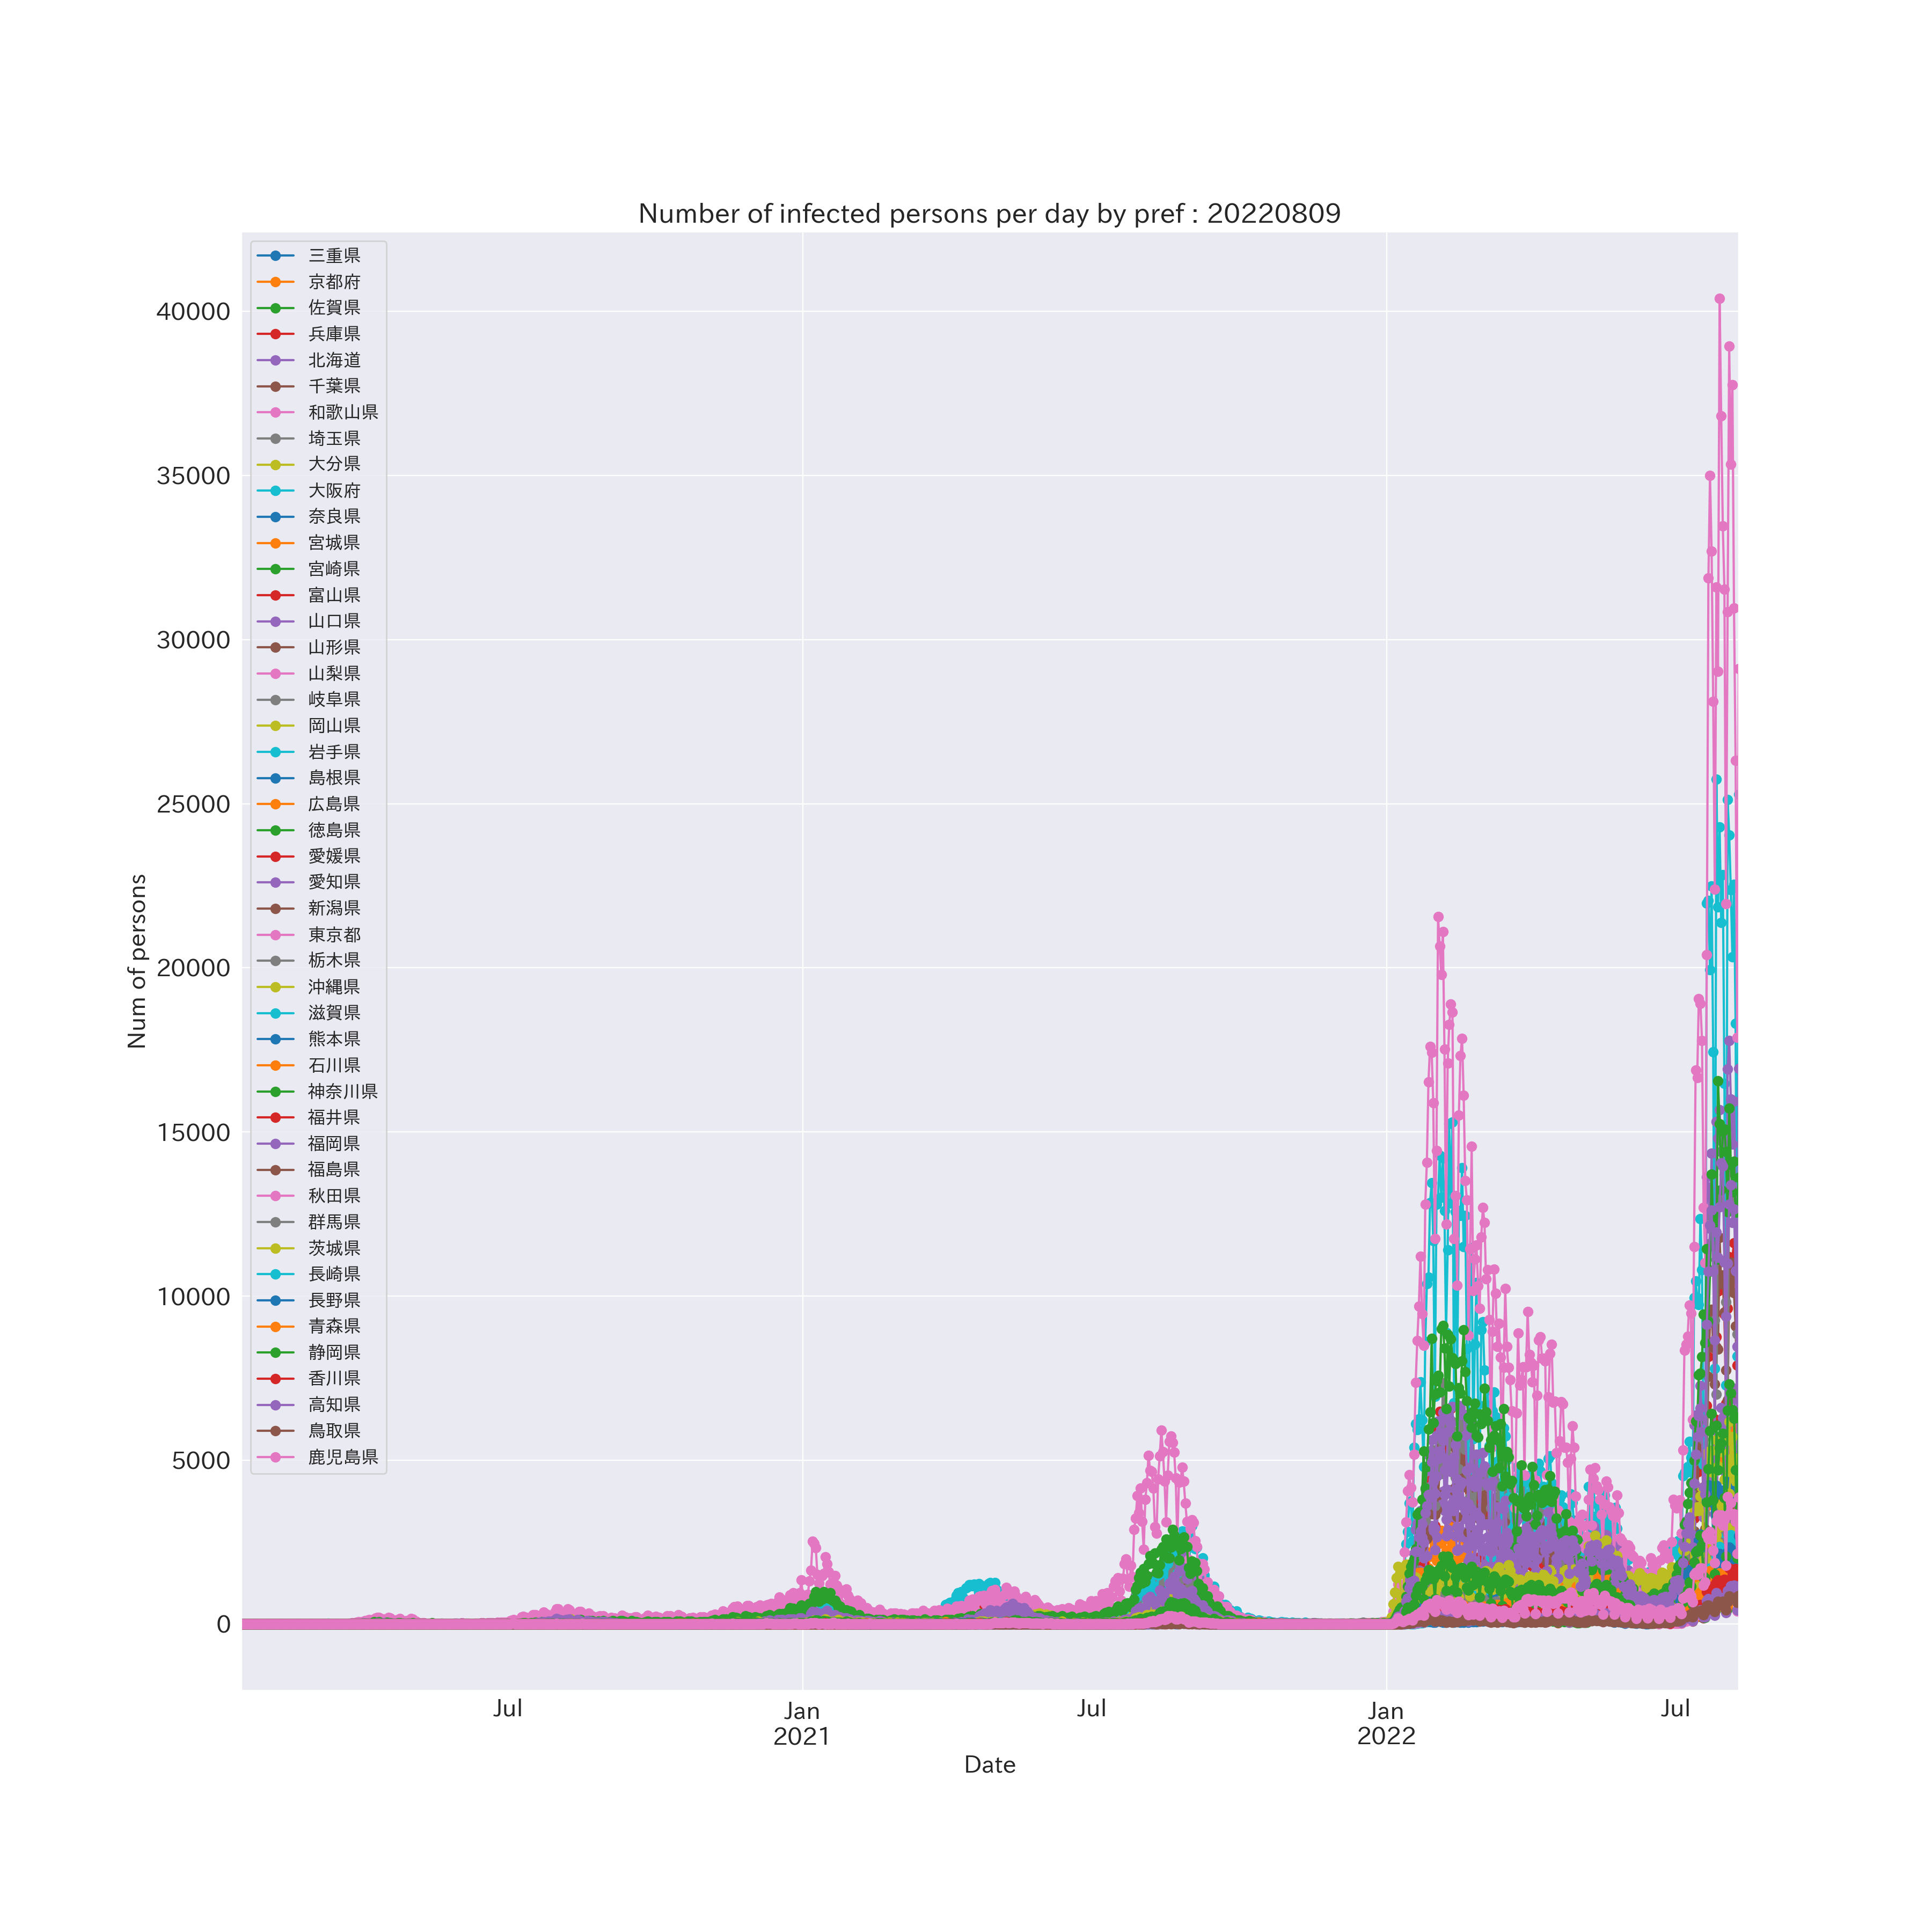 Number of infected persons per day by pref : 20220809
三重県
京都府
佐賀県
兵庫県
北海道
千葉県
和歌山県
埼玉県
大分県
大阪府
奈良県
宮城県
宮崎県
富山県
山口県
山形県
山梨県
岐阜県
岡山県
岩手県
島根県
広島県
徳島県
愛媛県
愛知県
新潟県
東京都
栃木県
沖縄県
滋賀県
熊本県
石川県
神奈川県
福井県
福岡県
福島県
秋田県
群馬県
茨城県
長崎県
長野県
青森県
静岡県
香川県
高知県
鳥取県
鹿児島県
40000
35000
30000
25000
20000
15000
10000
5000
0
Num of persons
Jul
Jan
2021
Jul
Jan
2022
Jul
Date